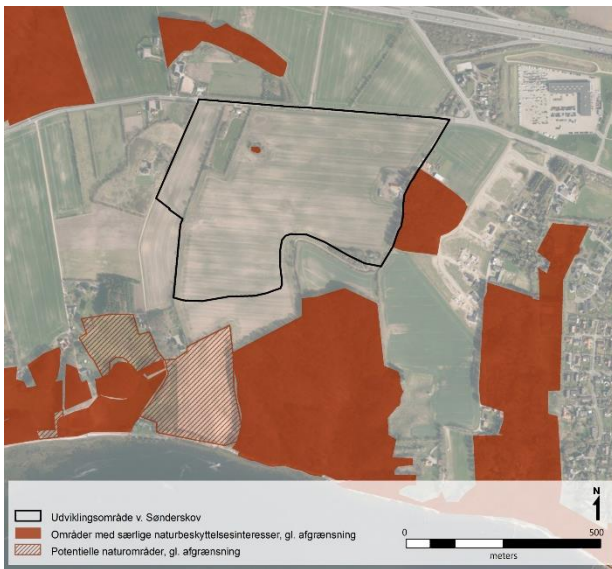 Udviklingsområde v. Sønderskov
Områder med særlige naturbeskyttelsesinteresser, gl. afgrænsning
Potentielle naturområder, gl. afgrænsning
N
0
500
meters